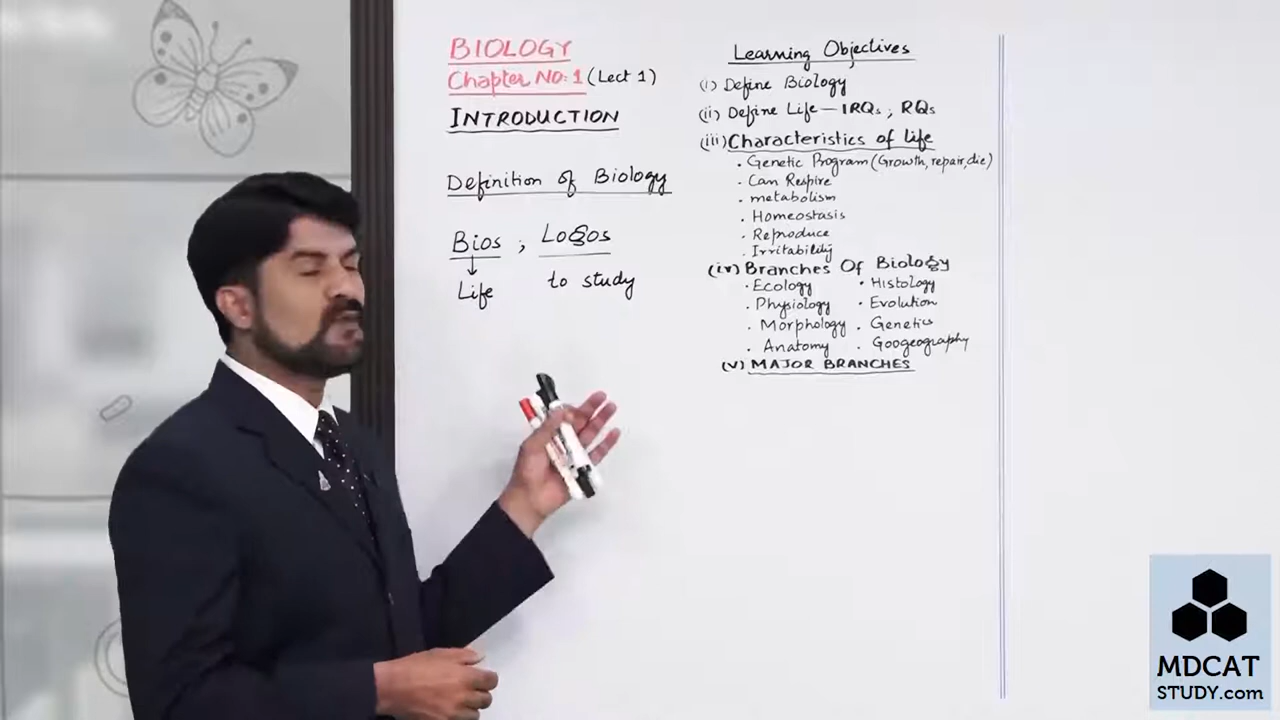 BIOLOGY
Chapter NO: 1 (Lect 1)
INTRODUCTION
Definition of Biology
Bios , Logos
Life
to study
Learning Objectives
(i) Define Biology
(ii) Define Life — IRQs ; RQs
(iii) Characteristics of life
• Genetic Program (Growth, repair, die)
• Can Respire
• metabolism
• Homeostasis
• Reproduce
• Irritability
(iv) Branches Of Biology
• Ecology • Histology
• Physiology • Evolution
• Morphology • Genetics
• Anatomy • Googeography
(v) MAJOR BRANCHES
MDCAT
STUDY.com